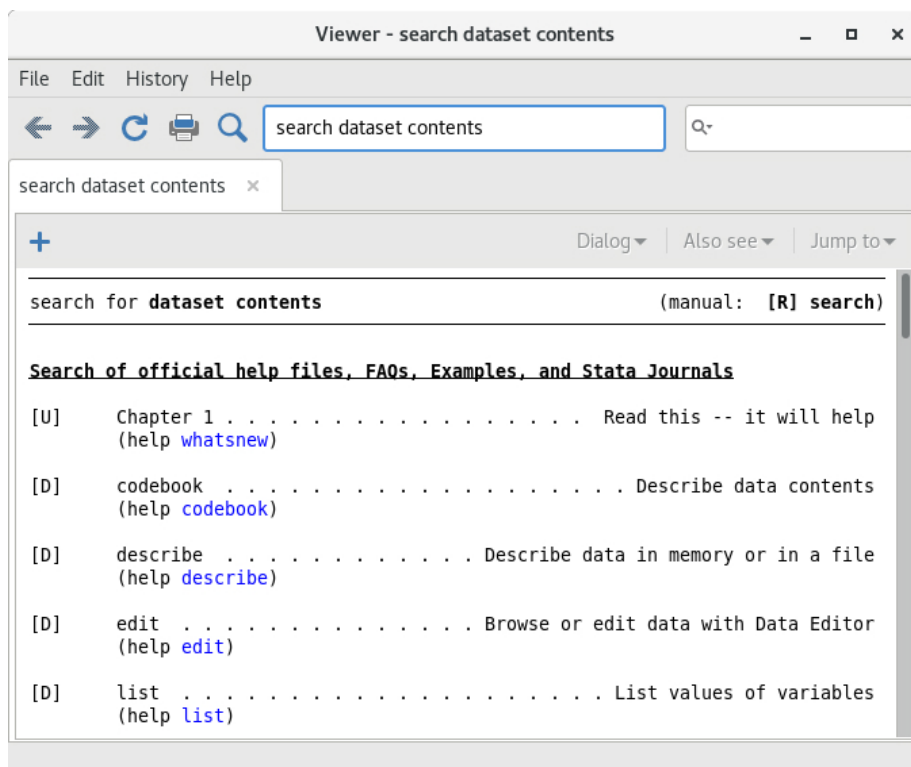 Viewer - search dataset contents
File Edit History Help
search dataset contents
search dataset contents
Dialog Also see Jump to
search for dataset contents (manual: [R] search)
Search of official help files, FAQs, Examples, and Stata Journals
[U] Chapter 1 . . . . . . . . . . . . . . . . . Read this -- it will help
(help whatsnew)
[D] codebook . . . . . . . . . . . . . . . . . . . . Describe data contents
(help codebook)
[D] describe . . . . . . . . . . . . Describe data in memory or in a file
(help describe)
[D] edit . . . . . . . . . . . . . . . Browse or edit data with Data Editor
(help edit)
[D] list . . . . . . . . . . . . . . . . . . . . List values of variables
(help list)